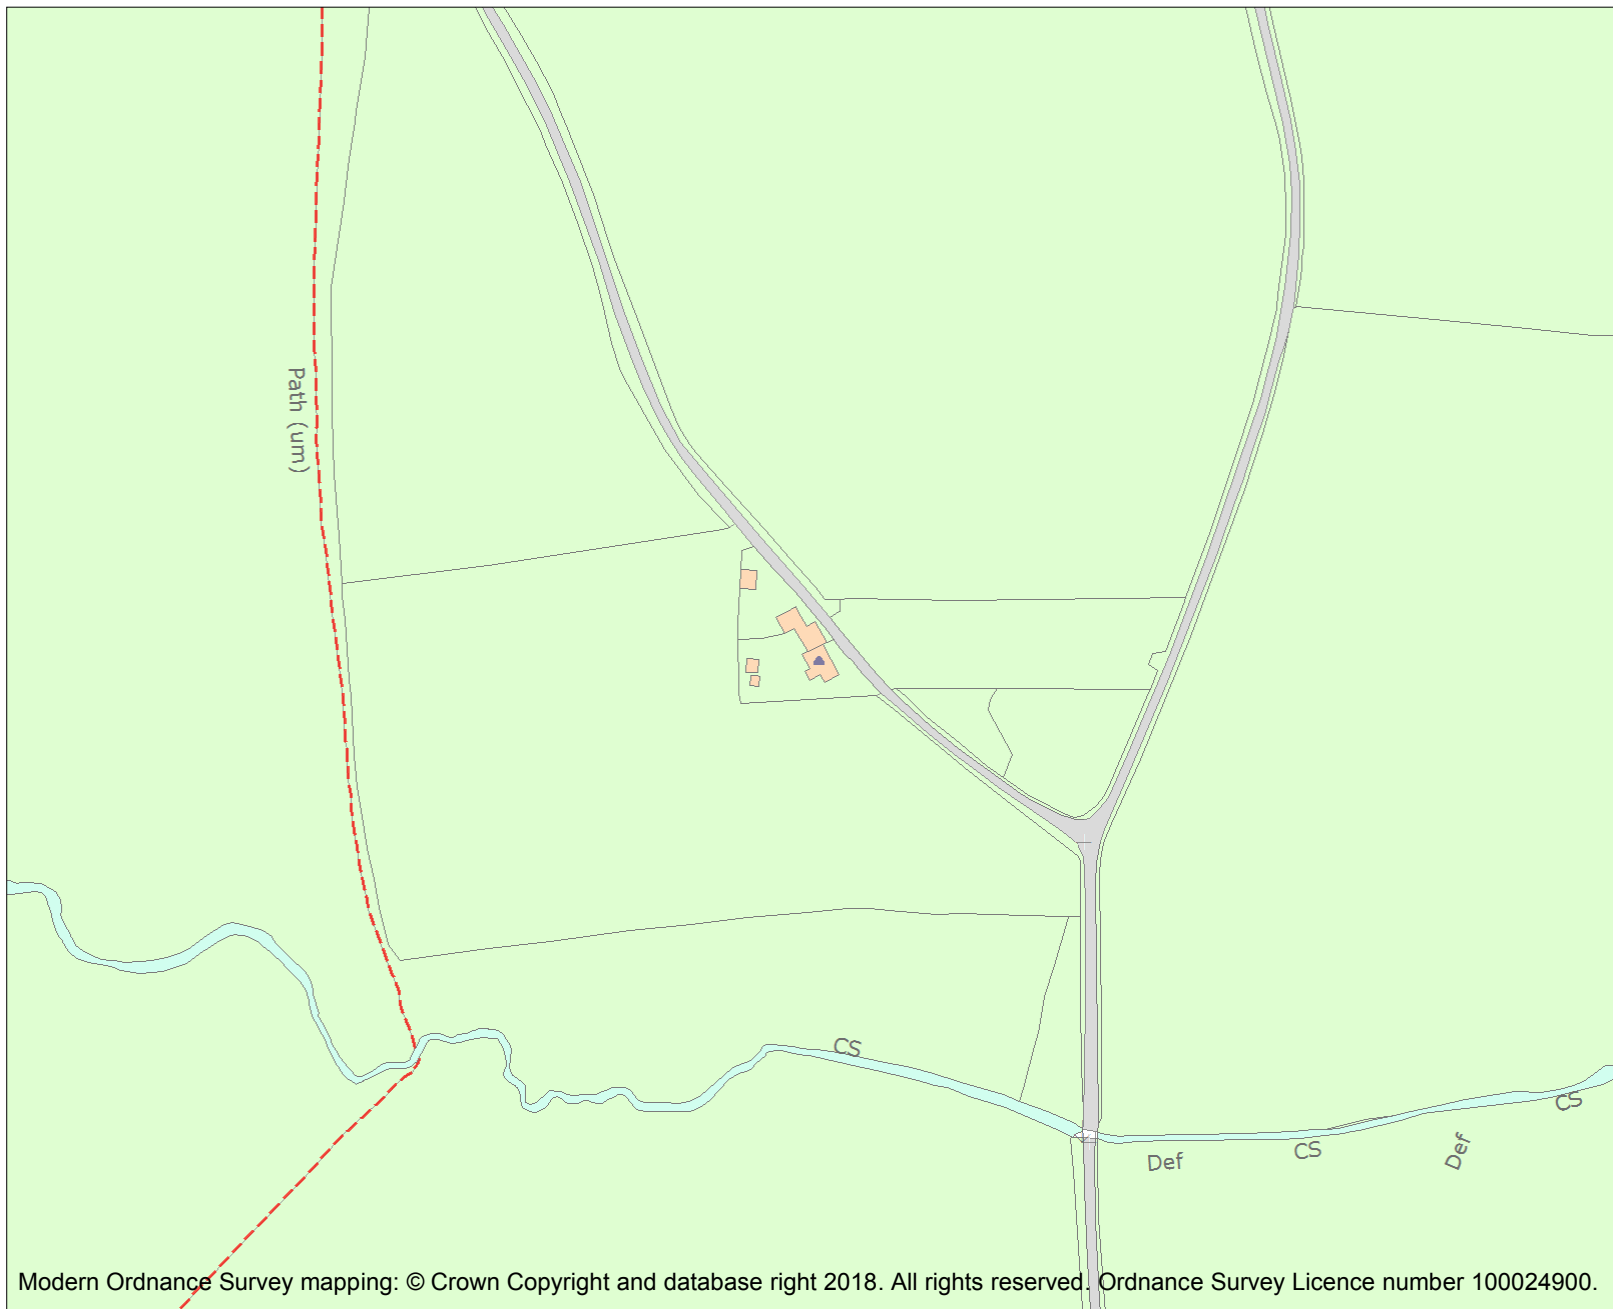 Path (um)
CS
CS
CS
Def
Def
Modern Ordnance Survey mapping: © Crown Copyright and database right 2018. All rights reserved. Ordnance Survey Licence number 100024900.